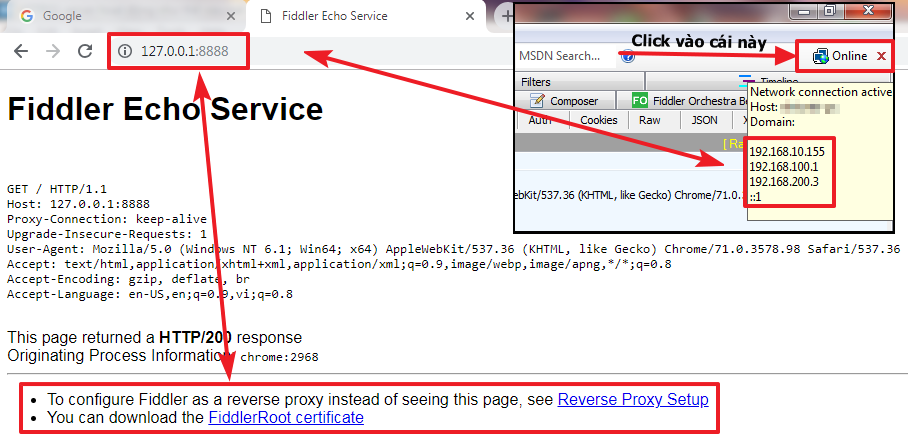 Google
Fiddler Echo Service
127.0.0.1:8888
Fiddler Echo Service
GET / HTTP/1.1
Host: 127.0.0.1:8888
Proxy-Connection: keep-alive
Upgrade-Insecure-Requests: 1
User-Agent: Mozilla/5.0 (Windows NT 6.1; Win64; x64) AppleWebKit/537.36 (KHTML, like Gecko) Chrome/71.0.3578.98 Safari/537.36
Accept: text/html,application/xhtml+xml,application/xml;q=0.9,image/webp,image/apng,*/*;q=0.8
Accept-Encoding: gzip, deflate, br
Accept-Language: en-US,en;q=0.9,vi;q=0.8
This page returned a HTTP/200 response
Originating Process Information chrome:2968
• To configure Fiddler as a reverse proxy instead of seeing this page, see Reverse Proxy Setup
• You can download the FiddlerRoot certificate
Click vào cái này
MSDN Search...
Online
Filters
Timeline
Composer
FO Fiddler Orchestra Be
Auth Cookies Raw JSON X
[ Ra
Network connection active
Host:
Domain:
192.168.10.155
192.168.100.1
192.168.200.3
::1
ebKit/537.36 (KHTML, like Gecko) Chrome/71.0.3